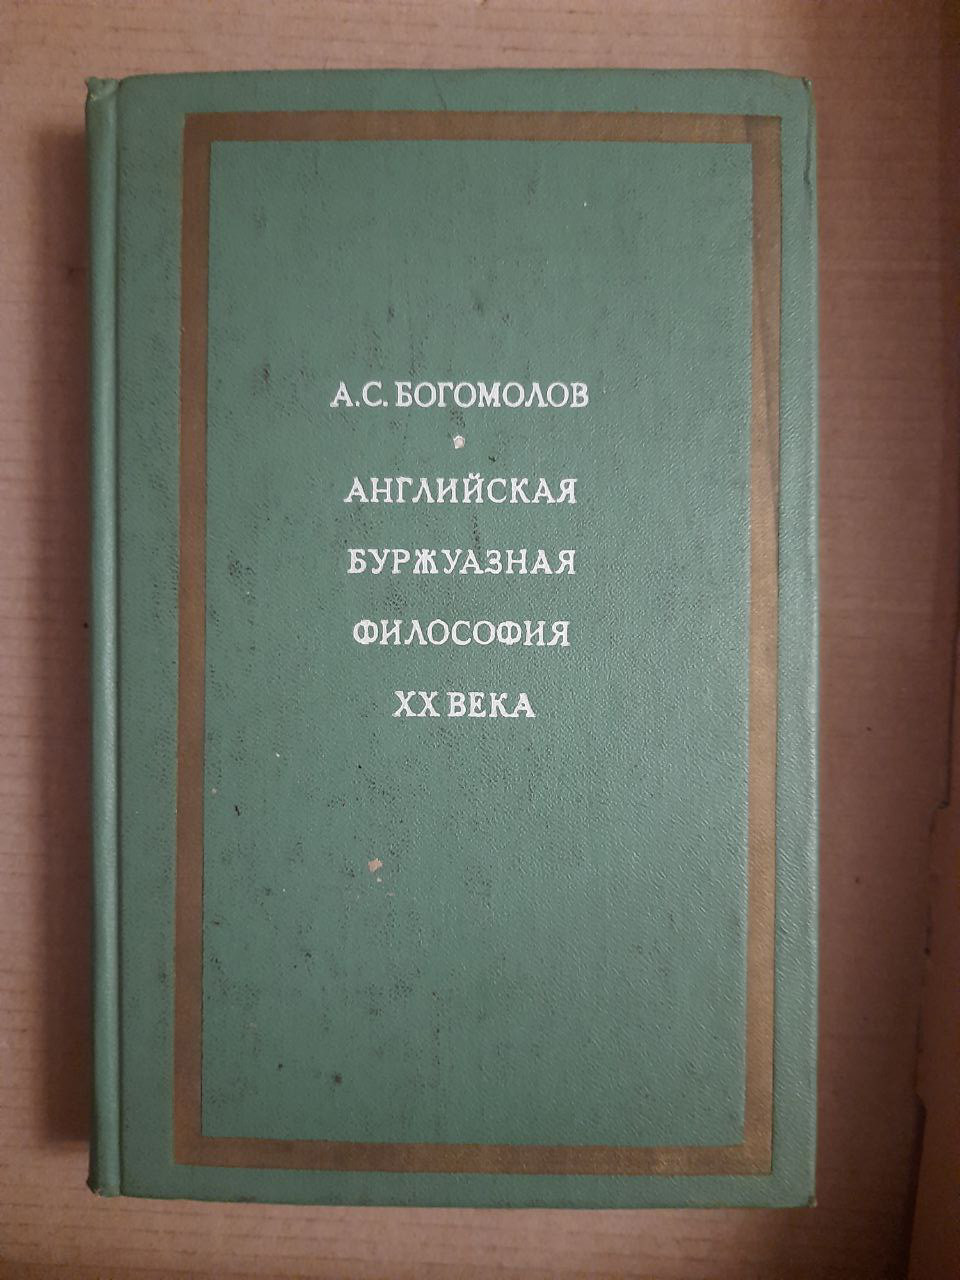 А.С. БОГОМОЛОВ
АНГЛИЙСКАЯ
БУРЖУАЗНАЯ
ФИЛОСОФИЯ
XX ВЕКА